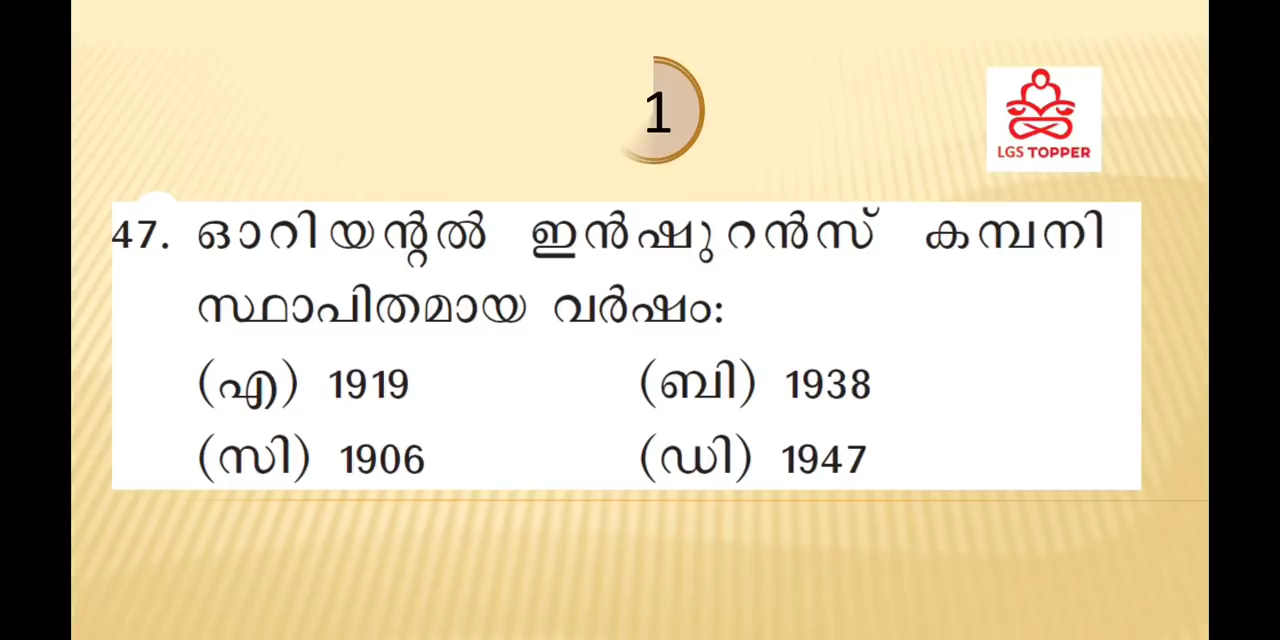 1
LGS TOPPER
47. ഓറിയന്റൽ ഇൻഷുറൻസ് കമ്പനി
സ്ഥാപിതമായ വർഷം:
(എ) 1919 (ബി) 1938
(സി) 1906 (ഡി) 1947